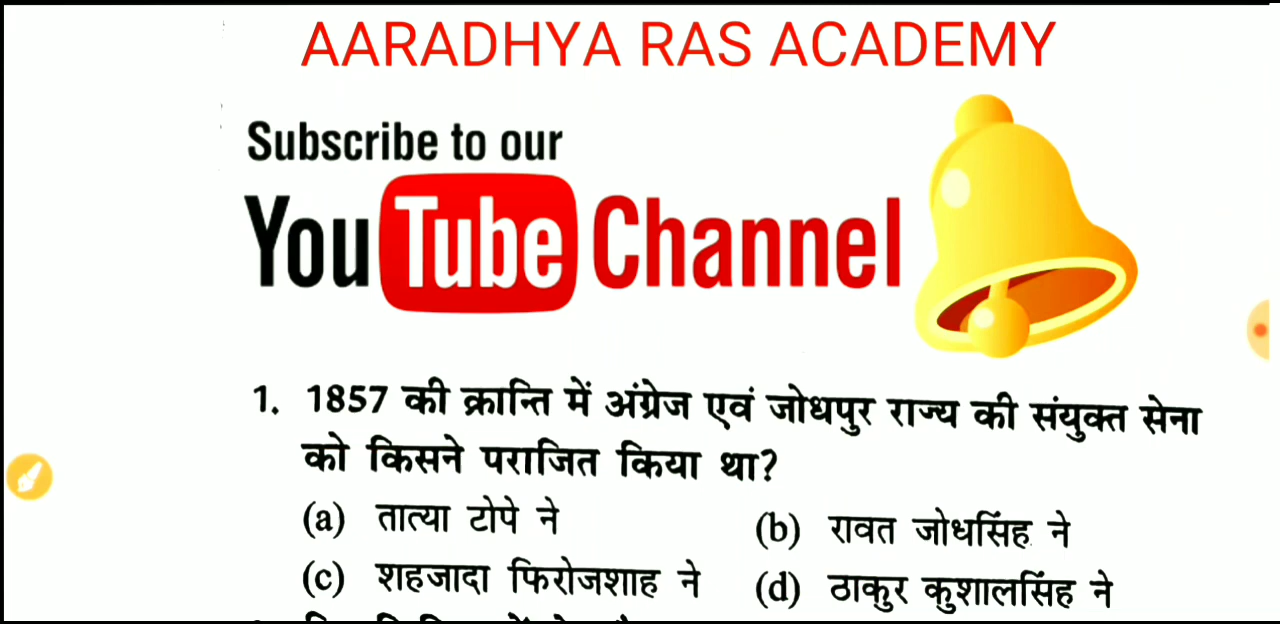 AARADHYA RAS ACADEMY
Subscribe to our
YouTube Channel
1. 1857 की क्रान्ति में अंग्रेज एवं जोधपुर राज्य की संयुक्त सेना
को किसने पराजित किया था?
(a) तात्या टोपे ने (b) रावत जोधसिंह ने
(c) शहजादा फिरोजशाह ने (d) ठाकुर कुशालसिंह ने